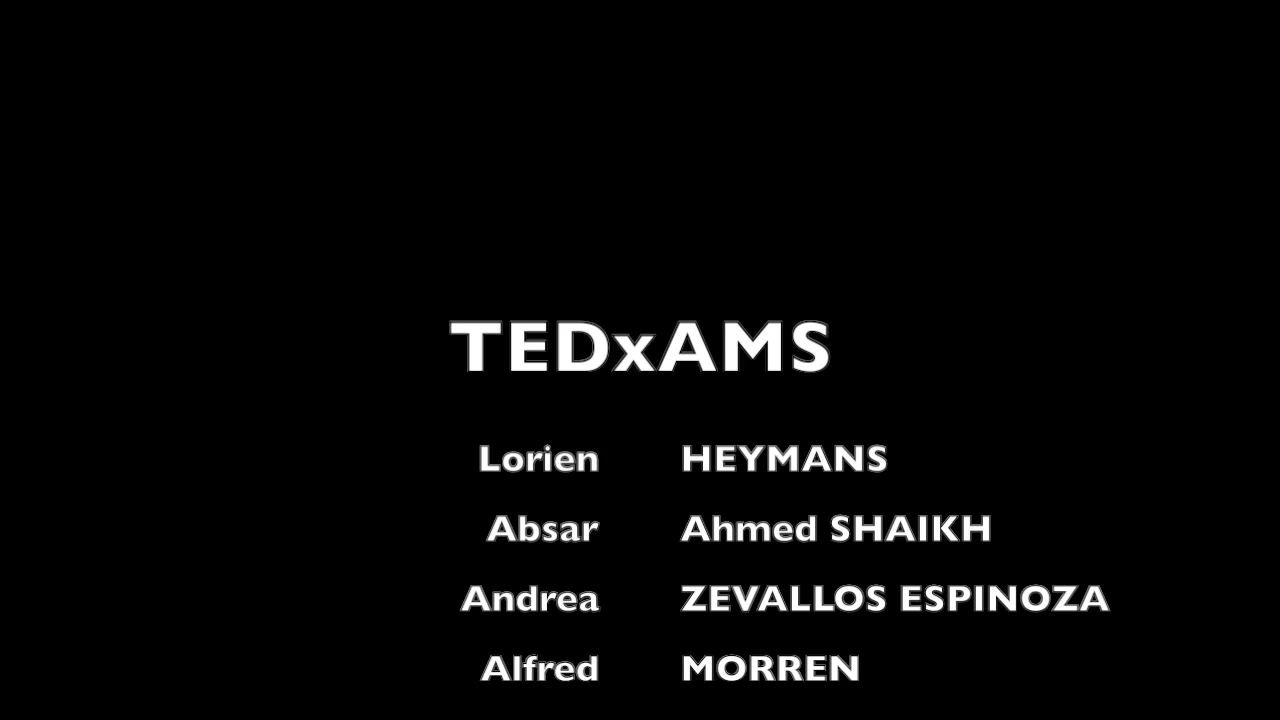 TEDxAMS
Lorien HEYMANS
Absar Ahmed SHAIKH
Andrea ZEVALLOS ESPINOZA
Alfred MORREN